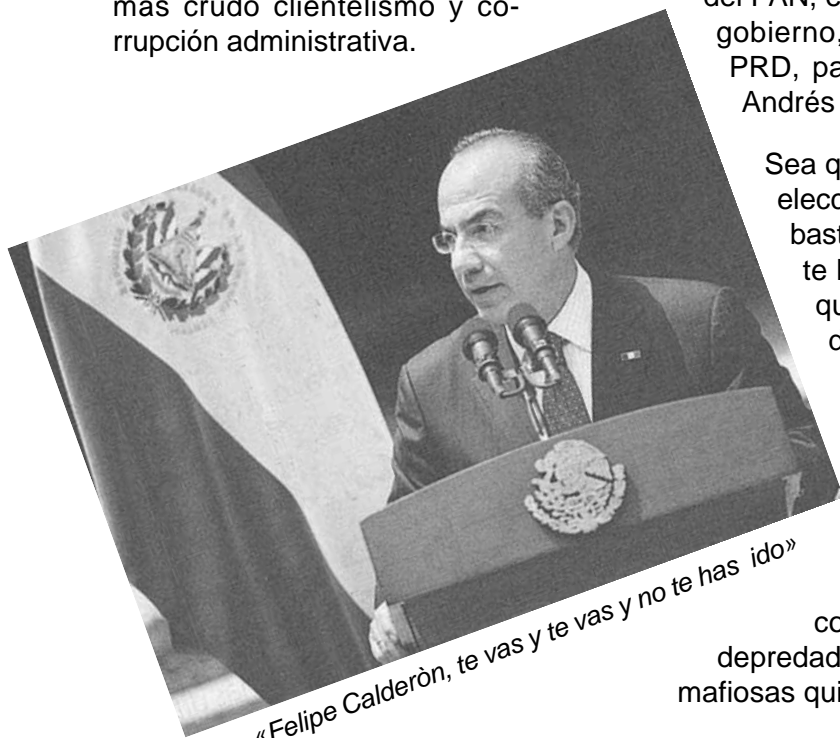 más crudo clientelismo y co-
rrupción administrativa.
gobierno,
PRD, pa
Andrés
Sea q
elecc
bast
te l
qu
co
depredad
mafiosas qui
«Felipe Calderòn, te vas y te vas y no te has ido»